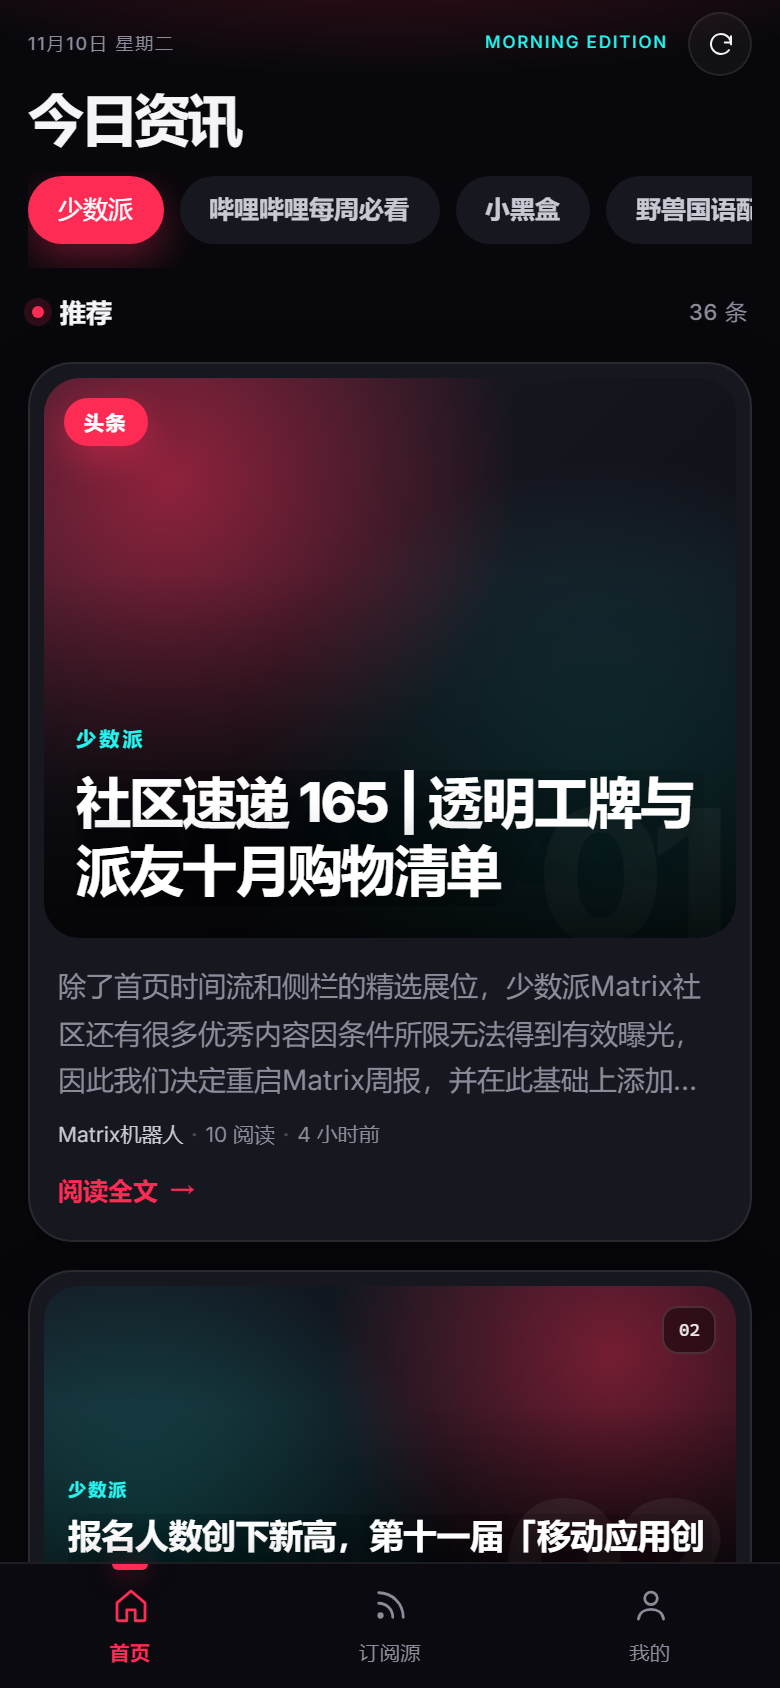 11月10日 星期二
MORNING EDITION
今日资讯
少数派
哔哩哔哩每周必看
小黑盒
野兽国语配
推荐
36 条
头条
少数派
社区速递 165 | 透明工牌与
派友十月购物清单
01
除了首页时间流和侧栏的精选展位，少数派Matrix社
区还有很多优秀内容因条件所限无法得到有效曝光，
因此我们决定重启Matrix周报，并在此基础上添加...
Matrix机器人 · 10 阅读 · 4 小时前
阅读全文 →
02
少数派
报名人数创下新高，第十一届「移动应用创
02
首页
订阅源
我的